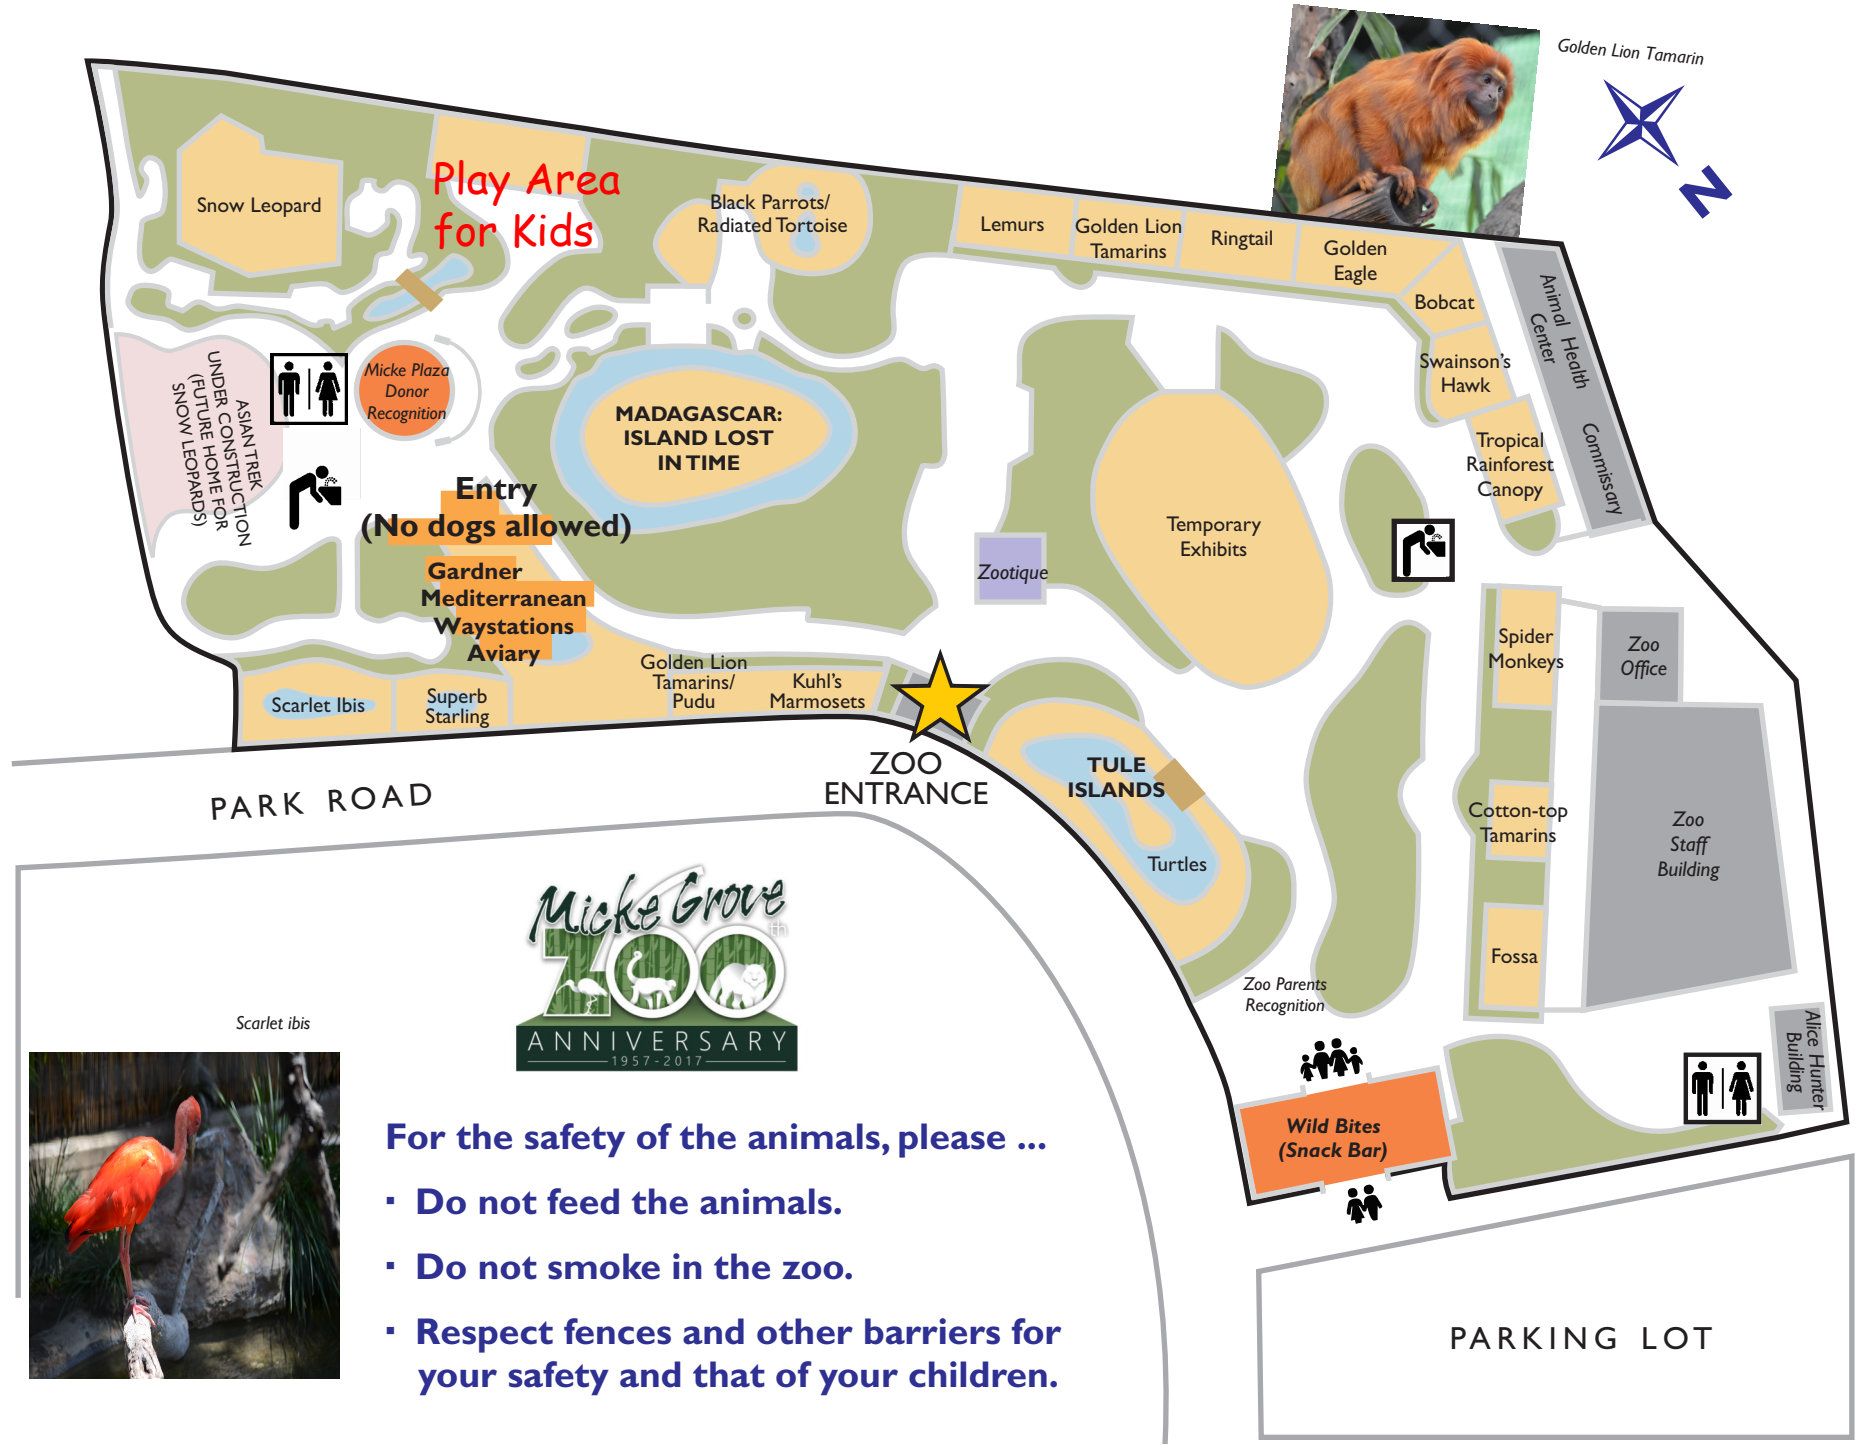 Golden Lion Tamarin
N
Play Area
for Kids
Snow Leopard
Black Parrots/
Radiated Tortoise
Lemurs
Golden Lion
Tamarins
Ringtail
Golden
Eagle
Bobcat
Animal Health
Center
Commissary
Swainson's
Hawk
Tropical
Rainforest
Canopy
ASIAN TREK
UNDER CONSTRUCTION
(FUTURE HOME FOR
SNOW LEOPARDS)
Micke Plaza
Donor
Recognition
MADAGASCAR:
ISLAND LOST
IN TIME
Entry
(No dogs allowed)
Gardner
Mediterranean
Waystations
Aviary
Zootique
Temporary
Exhibits
Spider
Monkeys
Zoo
Office
Scarlet Ibis
Superb
Starling
Golden Lion
Tamarins/
Pudu
Kuhl's
Marmosets
ZOO
ENTRANCE
TULE
ISLANDS
Turtles
Cotton-top
Tamarins
Zoo
Staff
Building
Fossa
PARK ROAD
Zoo Parents
Recognition
Alice Hunter
Building
Wild Bites
(Snack Bar)
PARKING LOT
Micke Grove
ZOO
th
ANNIVERSARY
1957-2017
Scarlet ibis
For the safety of the animals, please ...
▪ Do not feed the animals.
▪ Do not smoke in the zoo.
▪ Respect fences and other barriers for
your safety and that of your children.